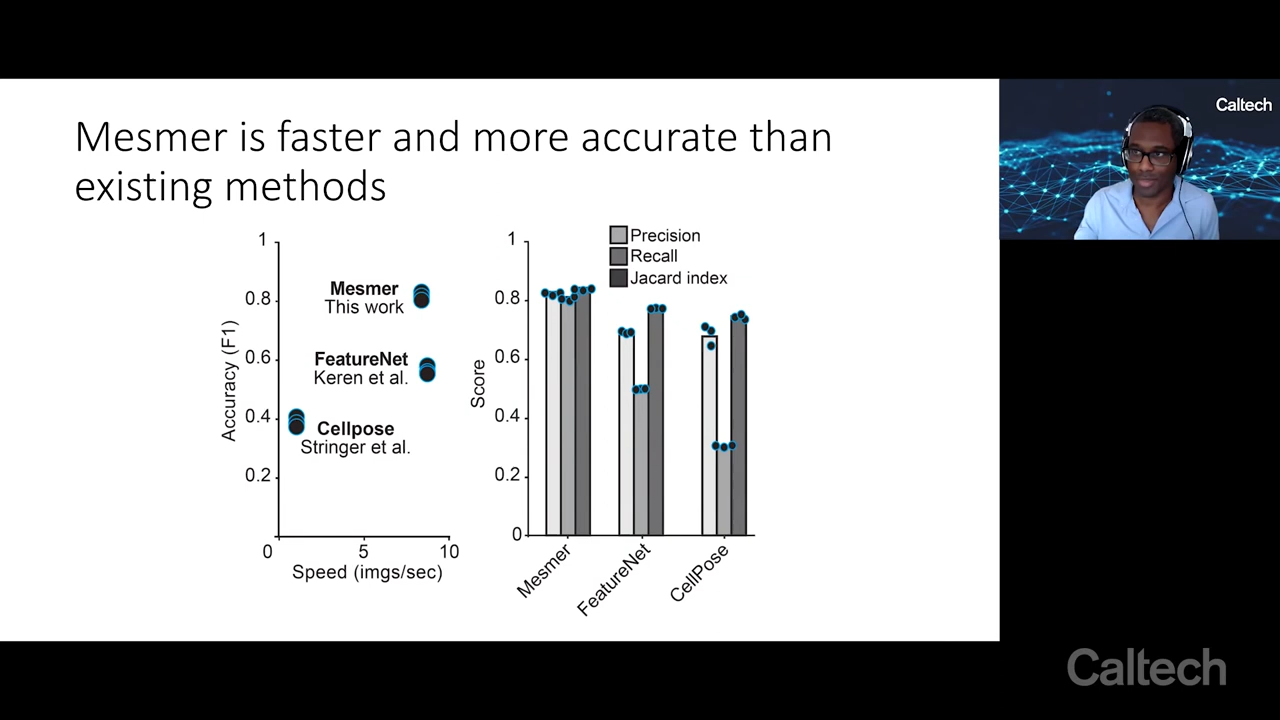 Mesmer is faster and more accurate than
existing methods
Caltech
1
0.8
0.6
0.4
0.2
0
5
10
Accuracy (F1)
Speed (imgs/sec)
Mesmer
This work
FeatureNet
Keren et al.
Cellpose
Stringer et al.
Precision
Recall
Jacard index
1
0.8
0.6
0.4
0.2
0
Score
Mesmer
FeatureNet
CellPose
Caltech